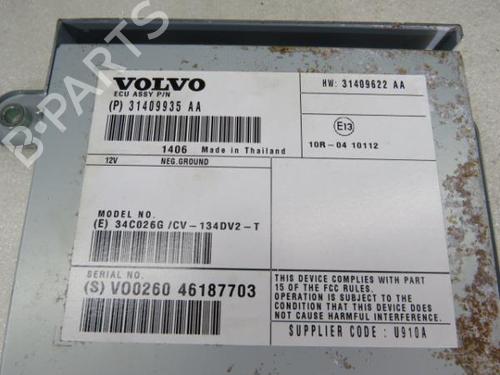 VOLVO
ECU ASSY P/N
(P) 31409935 AA
HW: 31409622 AA
E13
10R-04 10112
1406 Made in Thailand
12V NEG.GROUND
MODEL NO.
(E) 34C026G /CV-134DV2-T
SERIAL NO.
(S) VO0260 46187703
THIS DEVICE COMPLIES WITH PART
15 OF THE FCC RULES.
OPERATION IS SUBJECT TO THE
CONDITION THAT THIS DEVICE DOES
NOT CAUSE HARMFUL INTERFERENCE
SUPPLIER CODE : U910A
B-PARTS